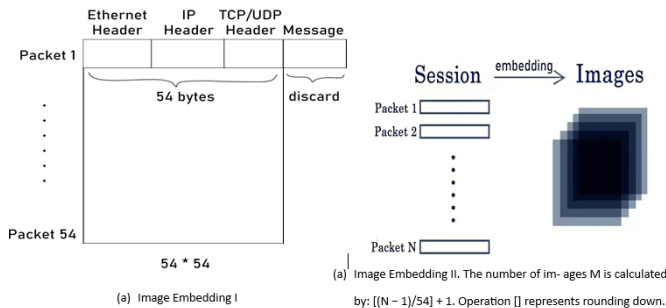 Ethernet IP TCP/UDP
Header Header Header Message
Packet 1
54 bytes discard
Packet 54
54 * 54
(a) Image Embedding I
Session embedding Images
Packet 1
Packet 2
Packet N
(a) Image Embedding II. The number of im- ages M is calculated
by: [(N − 1)/54] + 1. Operation [] represents rounding down.